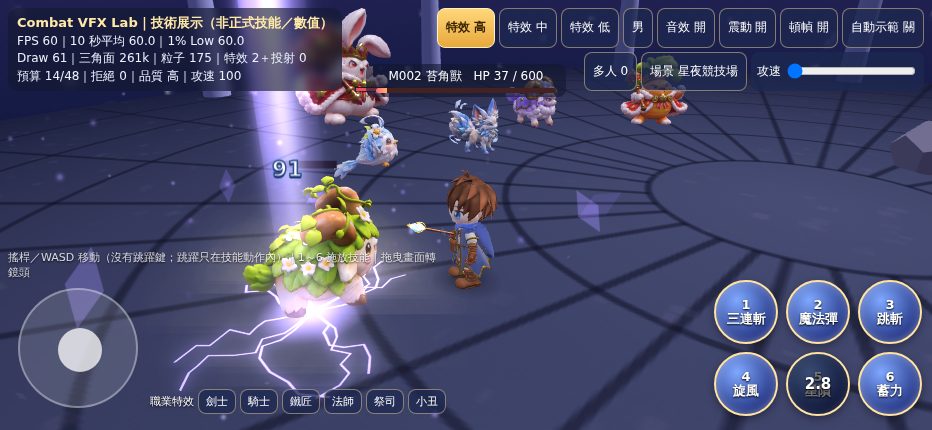 Combat VFX Lab｜技術展示（非正式技能／數值）
FPS 60｜10 秒平均 60.0｜1% Low 60.0
Draw 61｜三角面 261k｜粒子 175｜特效 2＋投射 0
預算 14/48｜拒絕 0｜品質 高｜攻速 100
特效 高
特效 中
特效 低
男
音效 開
震動 開
頓幀 開
自動示範 關
多人 0
場景 星夜競技場
攻速
M002 苔角獸 HP 37 / 600
91
搖桿／WASD 移動（沒有跳躍鍵；跳躍只在技能動作內）｜1～6 施放技能｜拖曳畫面轉
鏡頭
1
三連斬
2
魔法彈
3
跳斬
4
旋風
2.8
6
蓄力
職業特效
劍士
騎士
鐵匠
法師
祭司
小丑